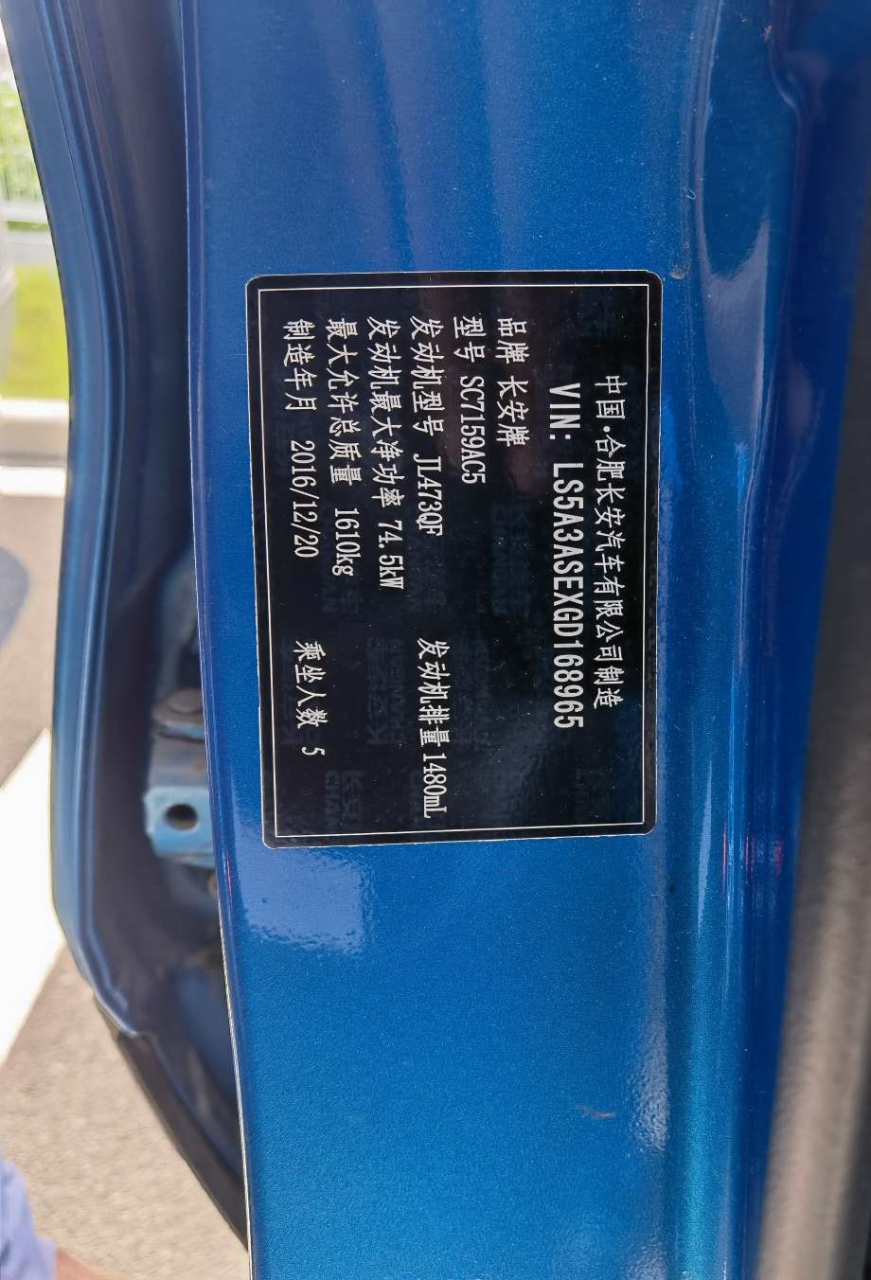 中国·合肥长安汽车有限公司制造
VIN: LS5A3ASEXGD168965
品牌 长安牌
型号 SC7159AC5
发动机型号 JL473QF 发动机排量 1480mL
发动机最大净功率 74.5kW
最大允许总质量 1610kg
制造年月 2016/12/20 乘坐人数 5